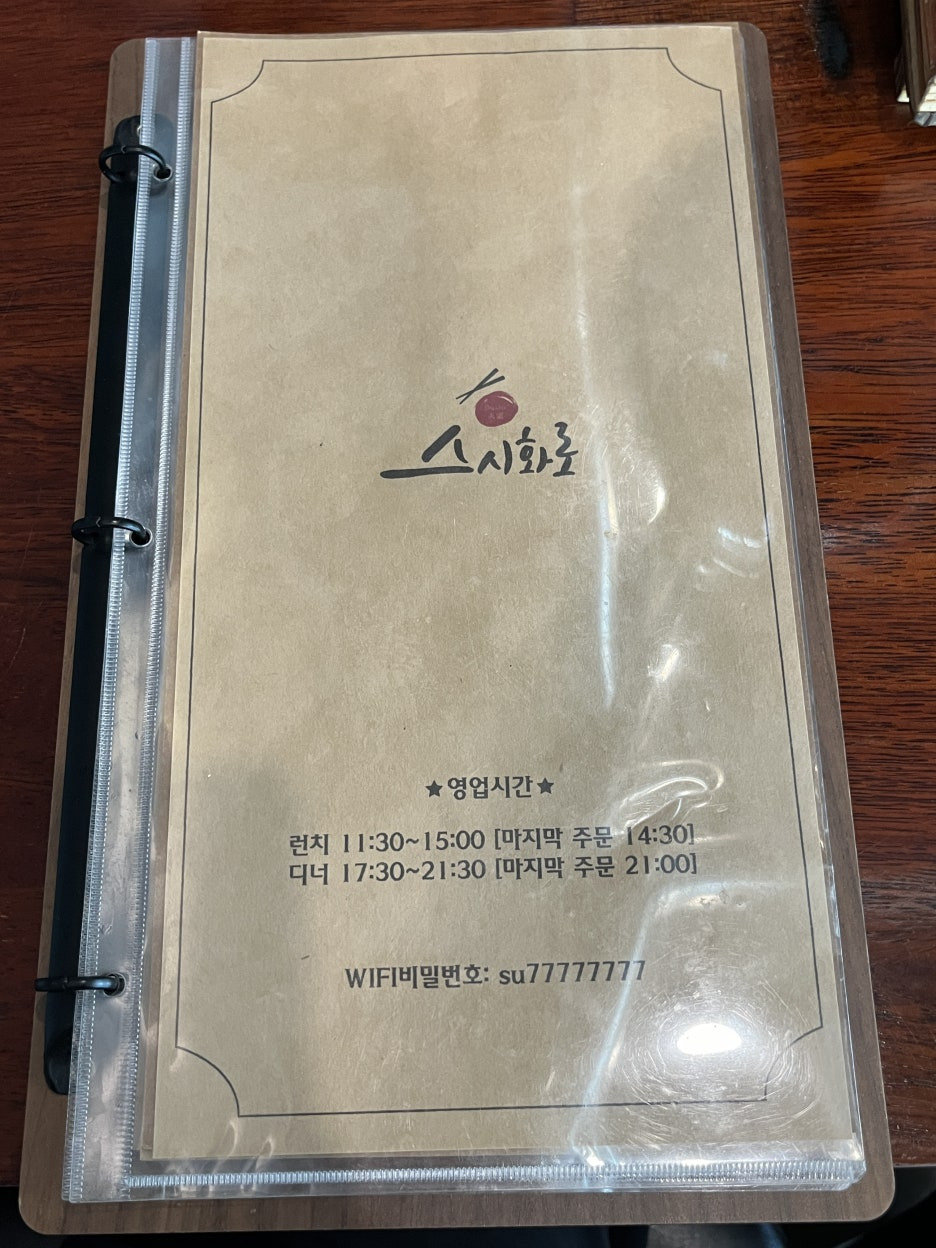 스시화로
★영업시간★
런치 11:30~15:00 [마지막 주문 14:30]
디너 17:30~21:30 [마지막 주문 21:00]
WIFI비밀번호: su77777777